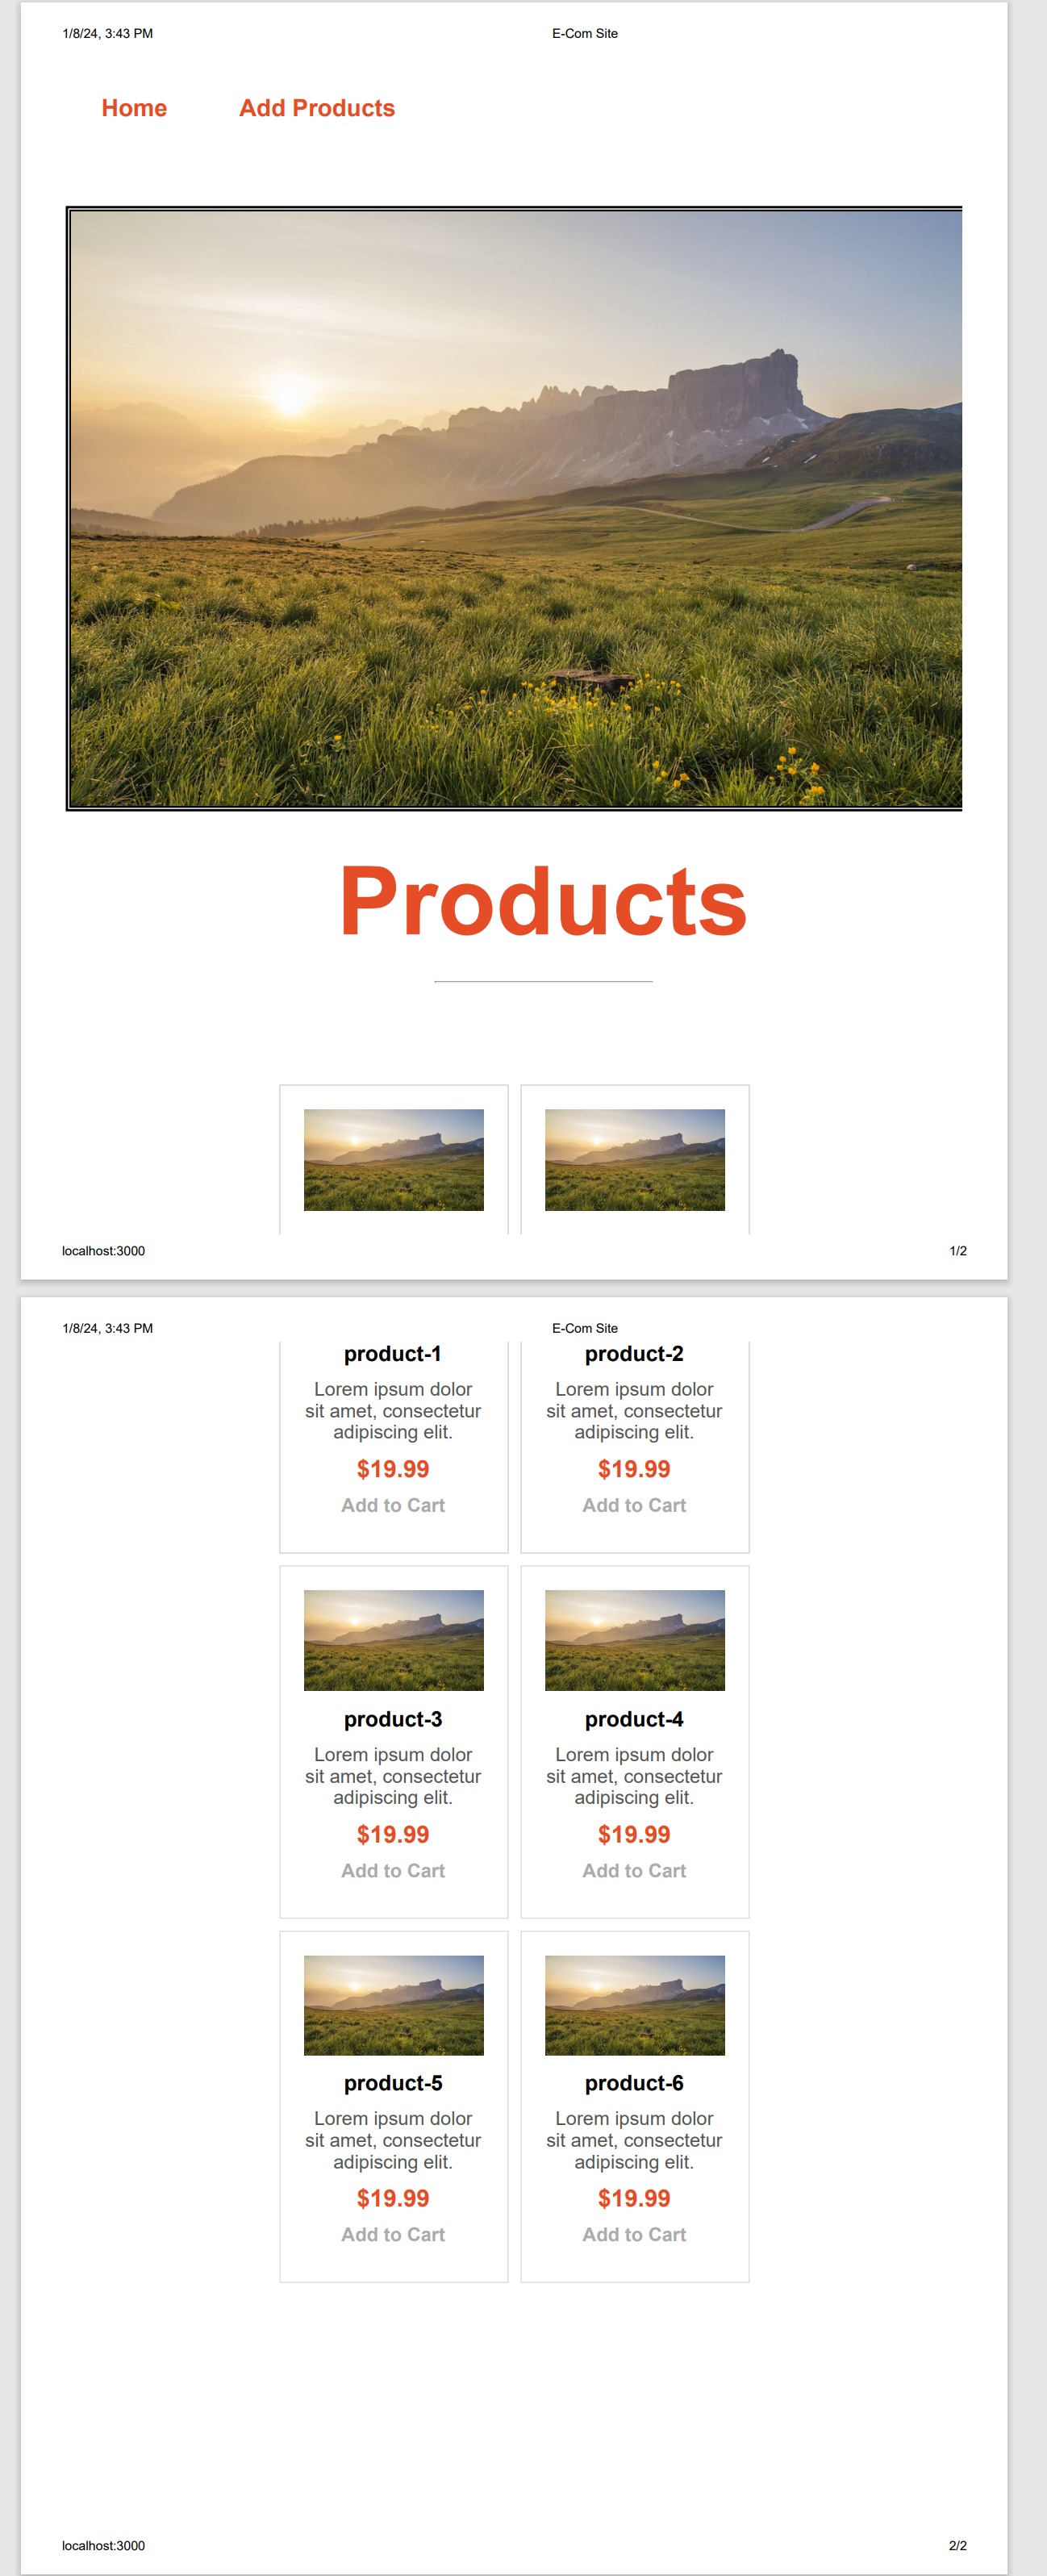 1/8/24, 3:43 PM E-Com Site
Home Add Products
Products
localhost:3000 1/2
1/8/24, 3:43 PM E-Com Site
product-1 product-2
Lorem ipsum dolor Lorem ipsum dolor
sit amet, consectetur sit amet, consectetur
adipiscing elit. adipiscing elit.
$19.99 $19.99
Add to Cart Add to Cart
product-3 product-4
Lorem ipsum dolor Lorem ipsum dolor
sit amet, consectetur sit amet, consectetur
adipiscing elit. adipiscing elit.
$19.99 $19.99
Add to Cart Add to Cart
product-5 product-6
Lorem ipsum dolor Lorem ipsum dolor
sit amet, consectetur sit amet, consectetur
adipiscing elit. adipiscing elit.
$19.99 $19.99
Add to Cart Add to Cart
localhost:3000 2/2